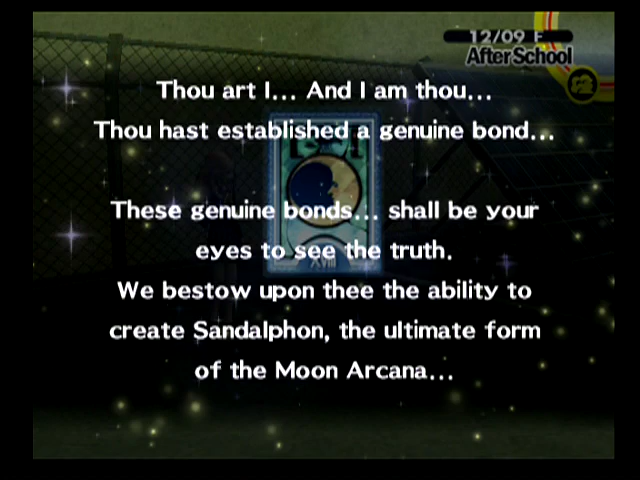 12/09 F
After School
Thou art I... And I am thou...
Thou hast established a genuine bond...
These genuine bonds... shall be your
eyes to see the truth.
We bestow upon thee the ability to
create Sandalphon, the ultimate form
of the Moon Arcana...
XVIII